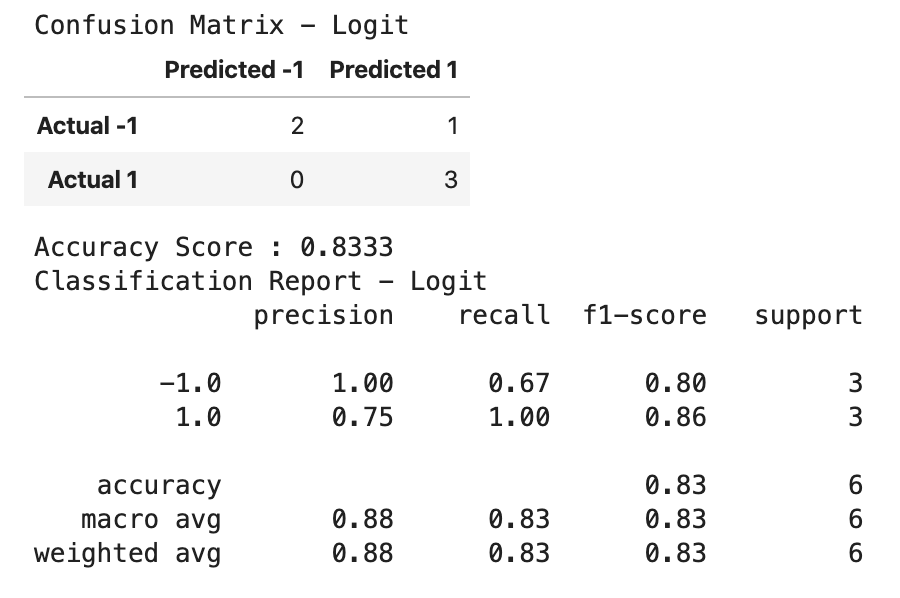 Confusion Matrix – Logit
Predicted -1 Predicted 1
Actual -1 2 1
Actual 1 0 3
Accuracy Score : 0.8333
Classification Report – Logit
precision recall f1-score support
-1.0 1.00 0.67 0.80 3
1.0 0.75 1.00 0.86 3
accuracy 0.83 6
macro avg 0.88 0.83 0.83 6
weighted avg 0.88 0.83 0.83 6